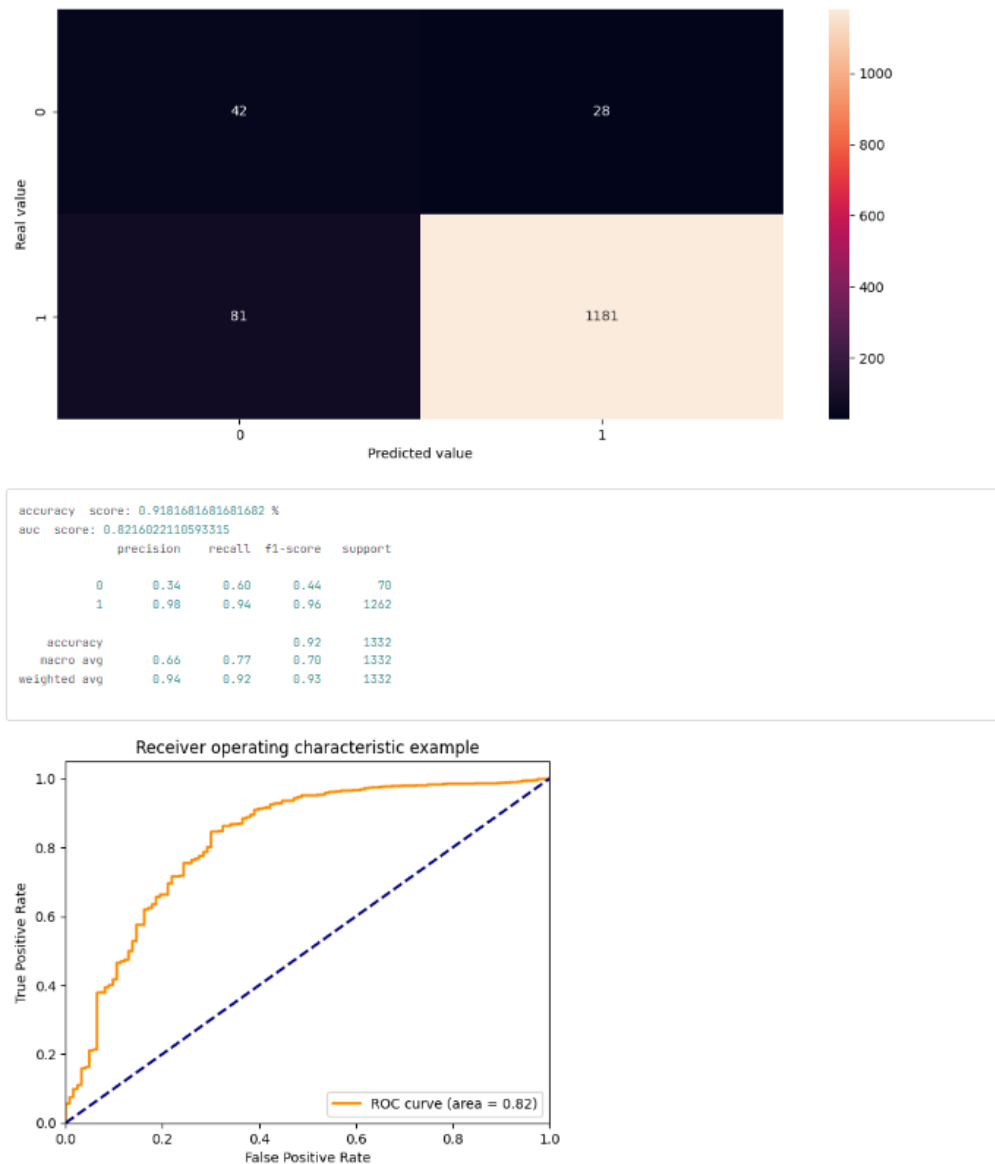 1000
800
600
400
200
0
1
42
28
81
1181
Real value
0
1
Predicted value
accuracy score: 0.9181681681681682 %
auc score: 0.8216022110593315
precision recall f1-score support
0 0.34 0.60 0.44 70
1 0.98 0.94 0.96 1262
accuracy 0.92 1332
macro avg 0.66 0.77 0.70 1332
weighted avg 0.94 0.92 0.93 1332
Receiver operating characteristic example
1.0
0.8
0.6
0.4
0.2
0.0
True Positive Rate
ROC curve (area = 0.82)
0.0 0.2 0.4 0.6 0.8 1.0
False Positive Rate